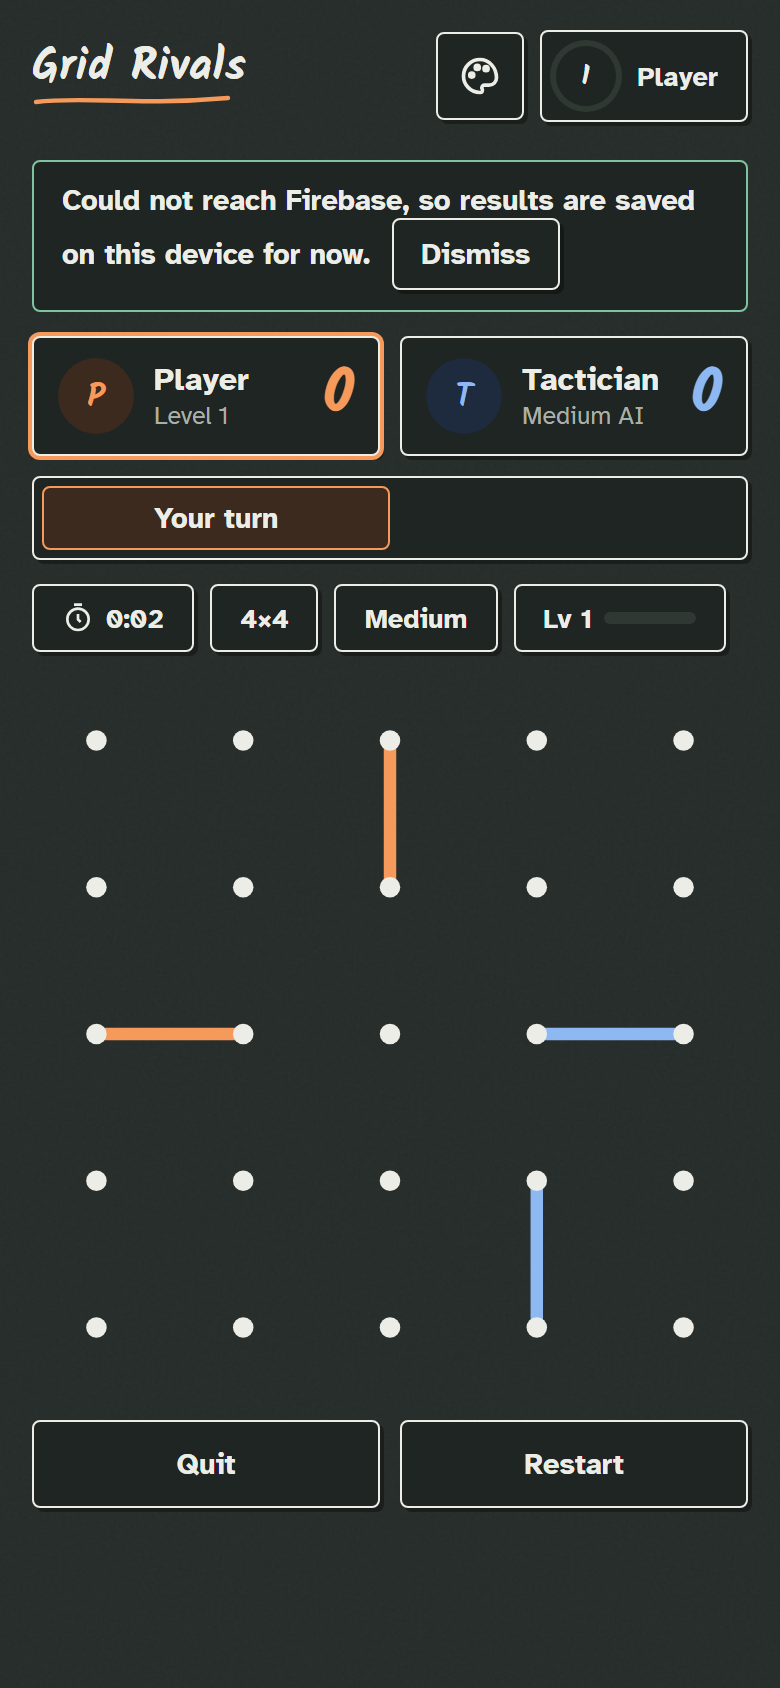 Grid Rivals
1 Player
Could not reach Firebase, so results are saved
on this device for now. Dismiss
P Player 0
Level 1
T Tactician 0
Medium AI
Your turn
0:02 4×4 Medium Lv 1
Quit Restart